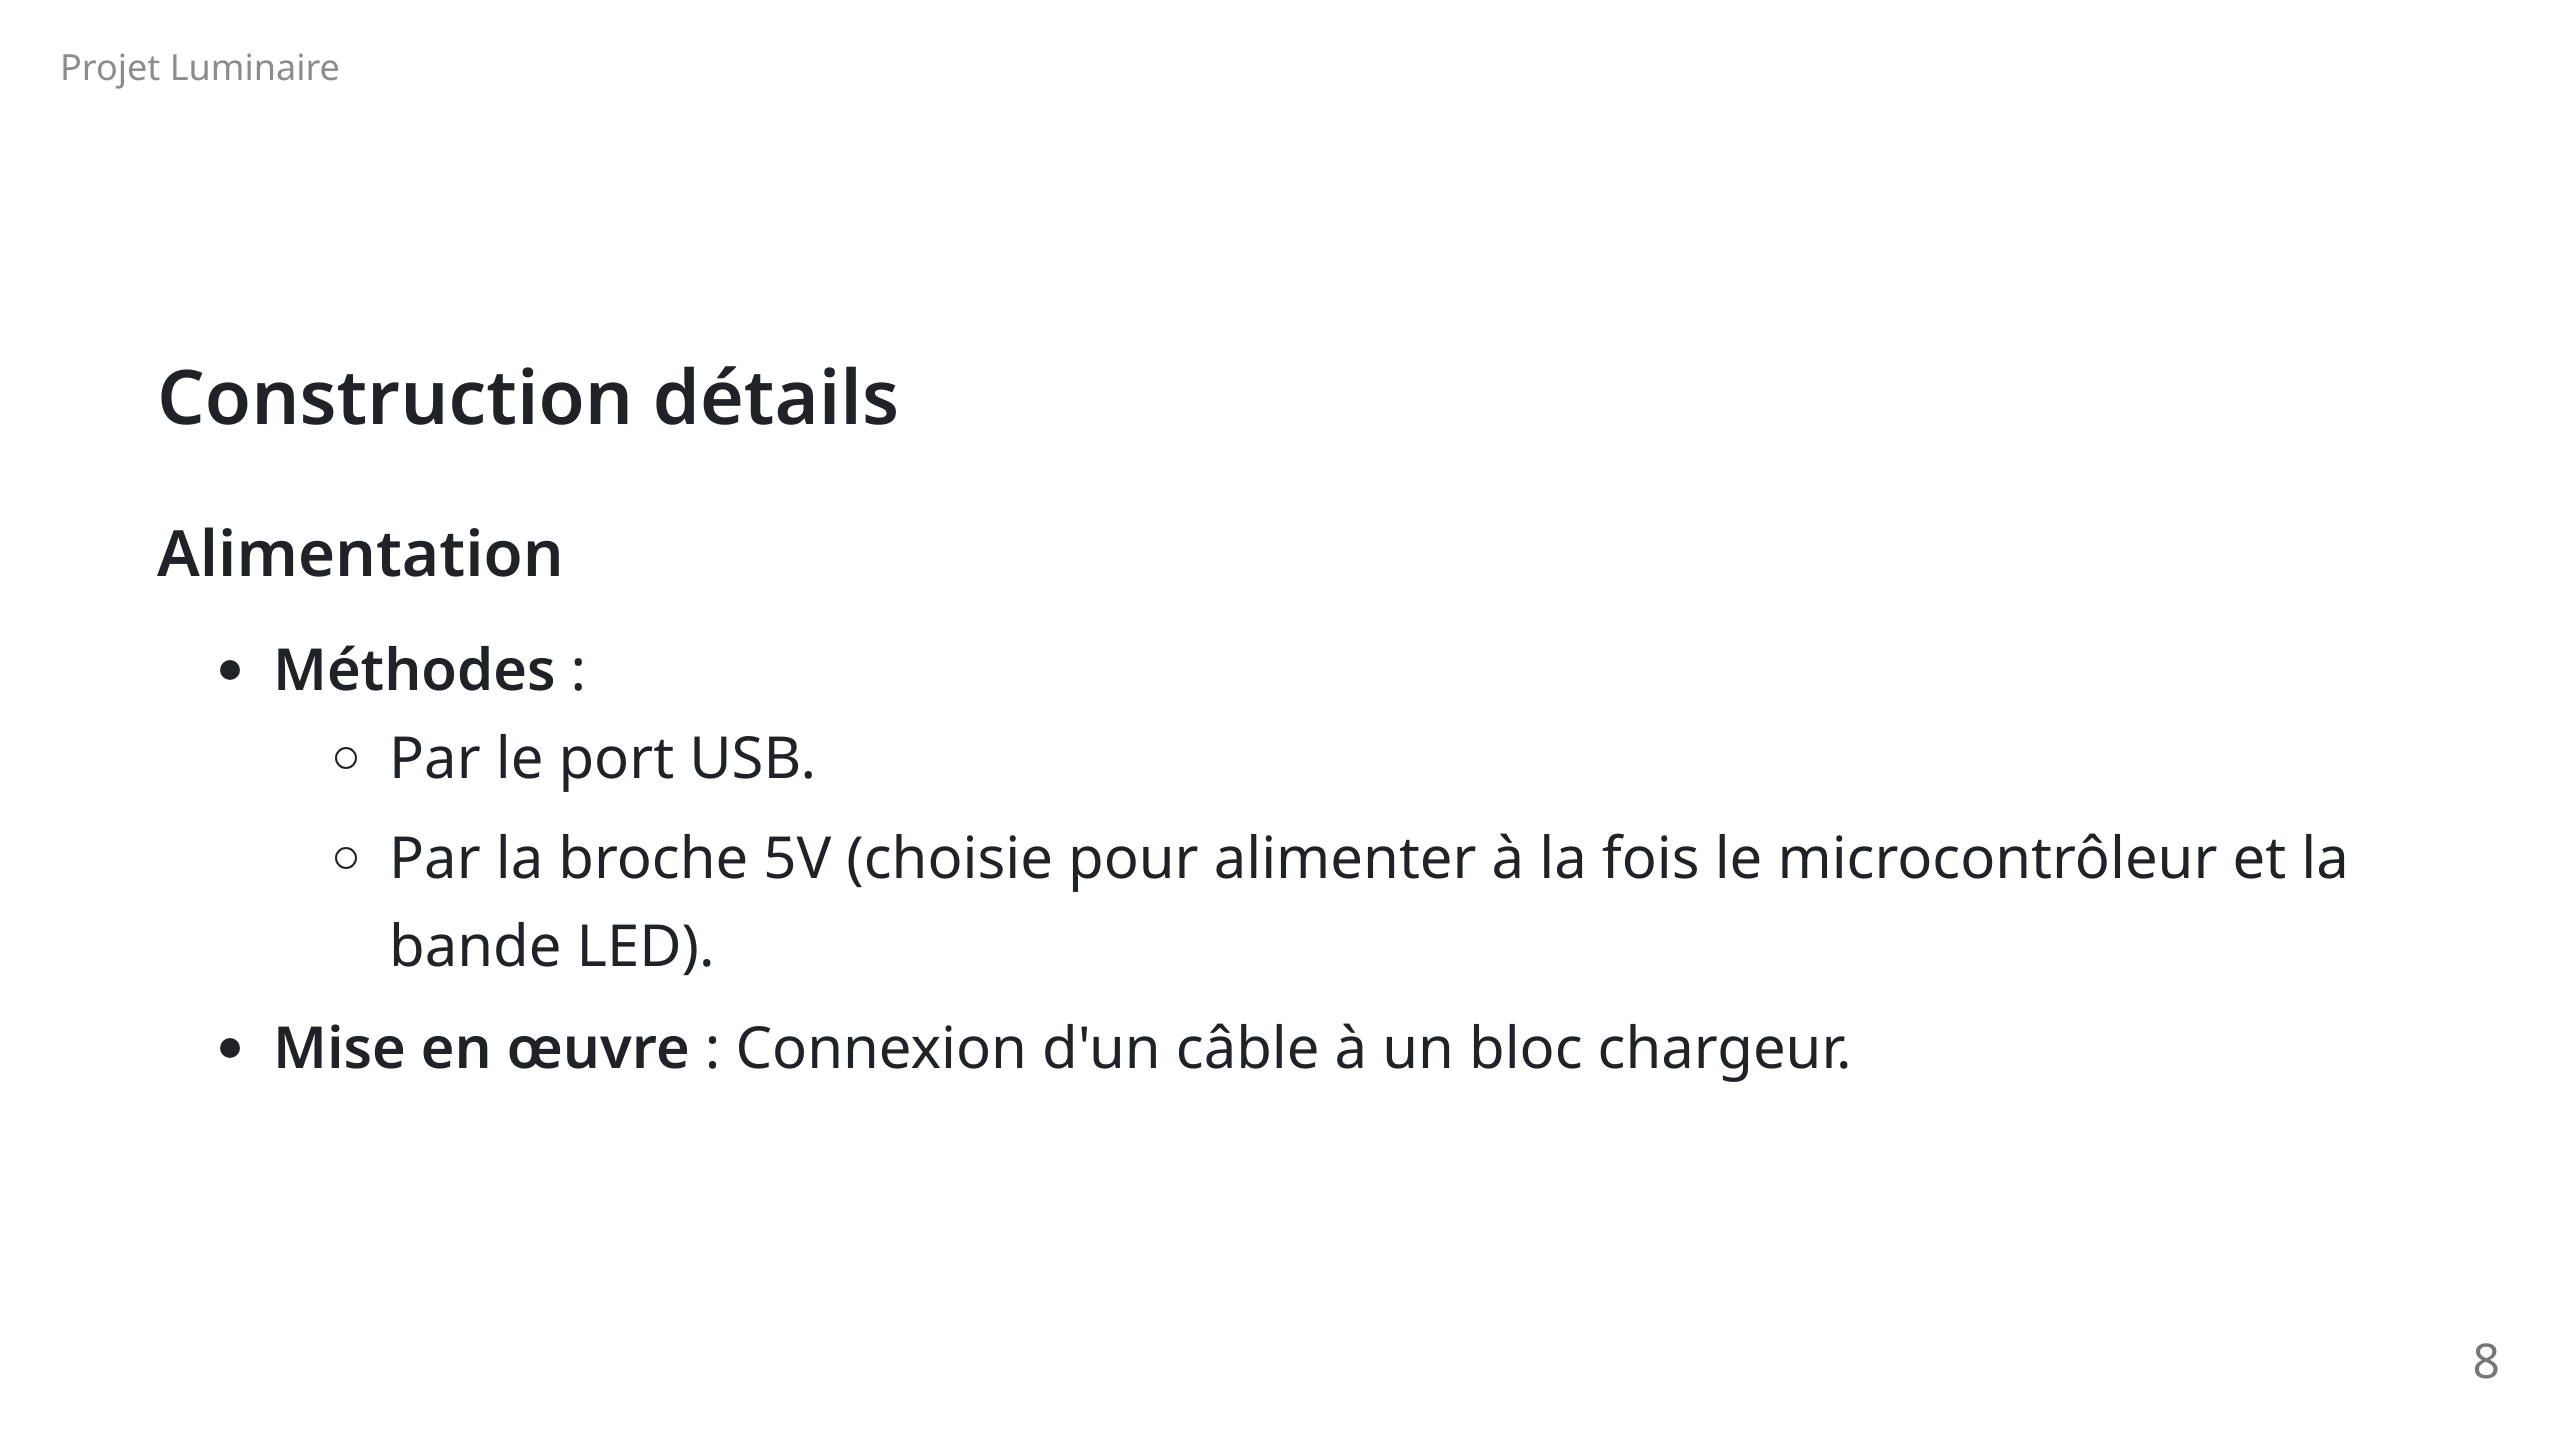 Projet Luminaire
Construction détails
Alimentation
Méthodes :
Par le port USB.
Par la broche 5V (choisie pour alimenter à la fois le microcontrôleur et la
bande LED).
Mise en œuvre : Connexion d'un câble à un bloc chargeur.
8